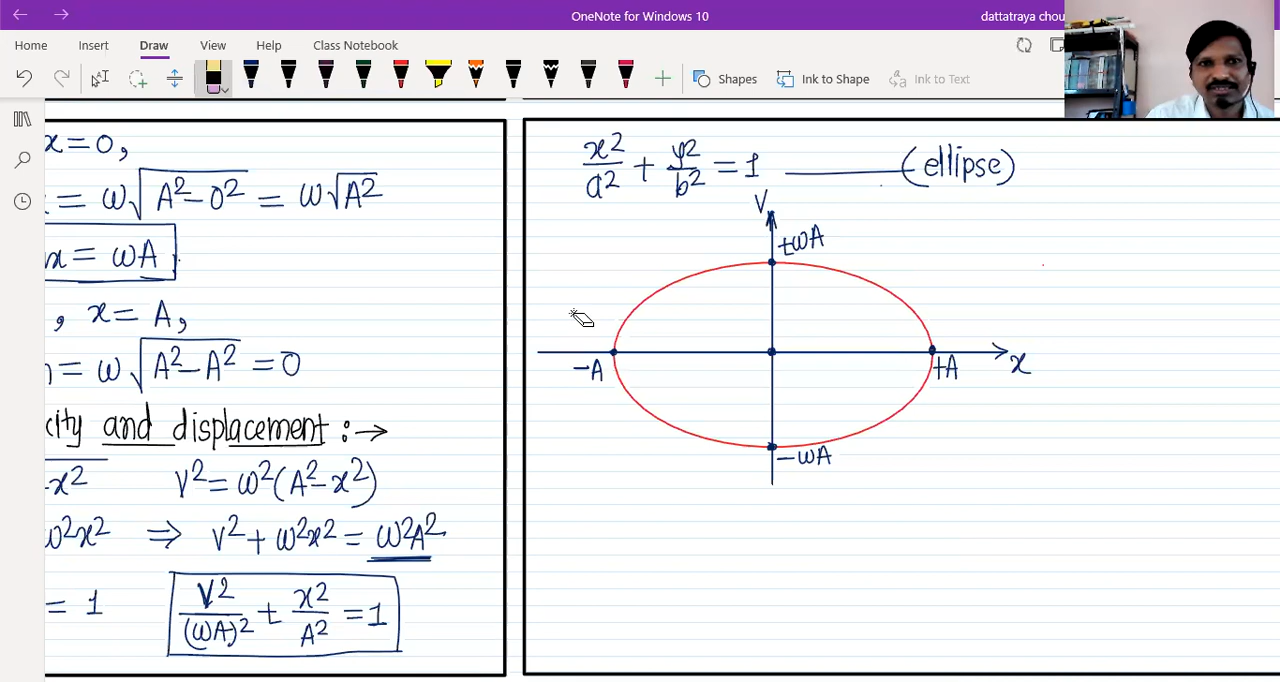 OneNote for Windows 10
dattatraya chou
Home Insert Draw View Help Class Notebook
Shapes Ink to Shape Ink to Text
x=0,
= ω√A²-0² = ω√A²
x = ωA
, x = A,
= ω√A²-A² = 0
city and displacement :→
-x² V² = ω²(A²-x²)
ω²x² ⇒ V² + ω²x² = ω²A²
= 1 V²/(ωA)² + x²/A² = 1
x²/a² + y²/b² = 1 (ellipse)
V
+ωA
-A +A x
-ωA